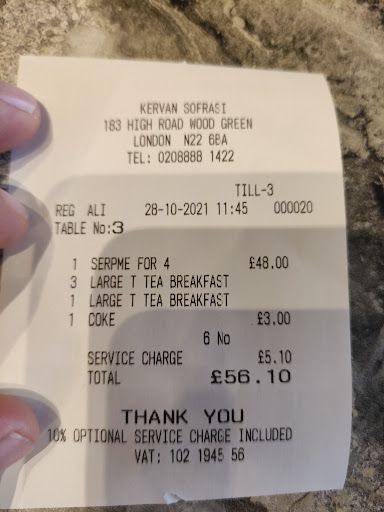 KERVAN SOFRASI
183 HIGH ROAD WOOD GREEN
LONDON N22 6BA
TEL: 0208888 1422
TILL-3
REG ALI 28-10-2021 11:45 000020
TABLE No:3
1 SERPME FOR 4 £48.00
3 LARGE T TEA BREAKFAST
1 LARGE T TEA BREAKFAST
1 COKE £3.00
6 No
SERVICE CHARGE £5.10
TOTAL £56.10
THANK YOU
10% OPTIONAL SERVICE CHARGE INCLUDED
VAT: 102 1945 56